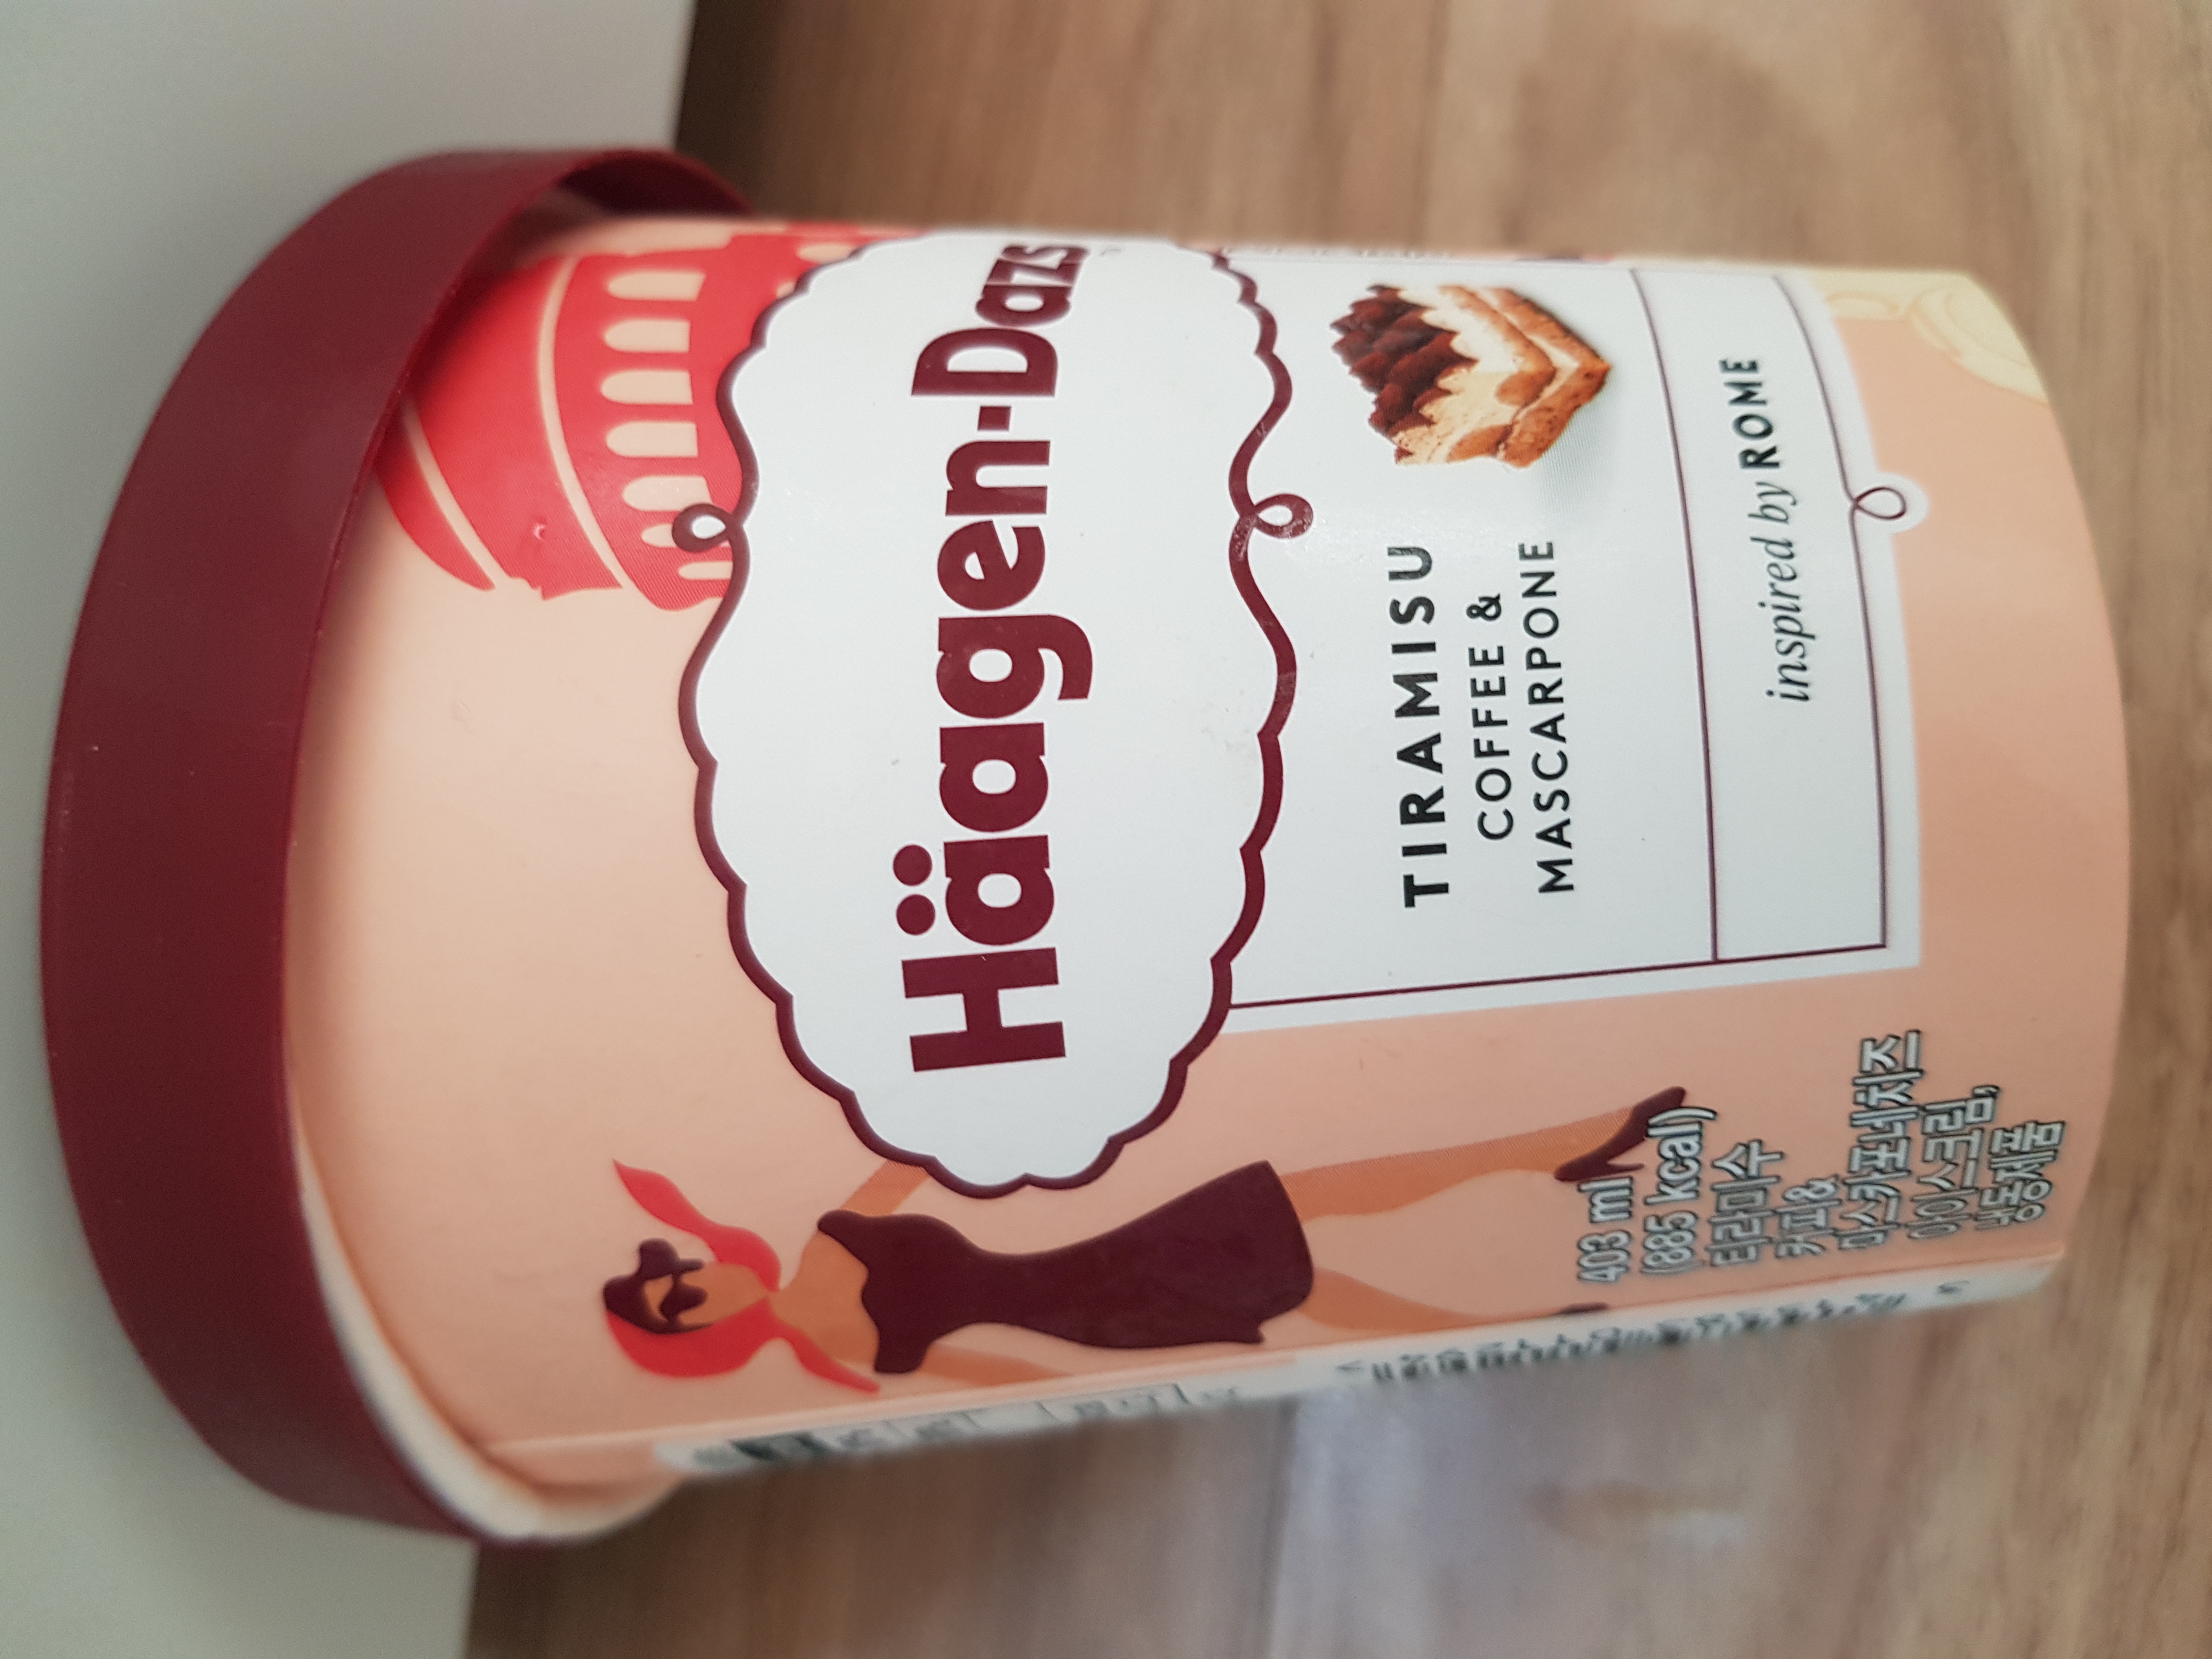 Häagen-Dazs
TIRAMISU
COFFEE &
MASCARPONE
inspired by ROME
403 ml
(885 kcal)
티라미수
커피&
마스카포네치즈
아이스크림,
냉동제품